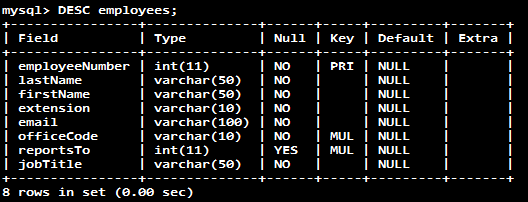 mysql> DESC employees;
+----------------+--------------+------+-----+---------+-------+
| Field          | Type         | Null | Key | Default | Extra |
+----------------+--------------+------+-----+---------+-------+
| employeeNumber | int(11)      | NO   | PRI | NULL    |       |
| lastName       | varchar(50)  | NO   |     | NULL    |       |
| firstName      | varchar(50)  | NO   |     | NULL    |       |
| extension      | varchar(10)  | NO   |     | NULL    |       |
| email          | varchar(100) | NO   |     | NULL    |       |
| officeCode     | varchar(10)  | NO   | MUL | NULL    |       |
| reportsTo      | int(11)      | YES  | MUL | NULL    |       |
| jobTitle       | varchar(50)  | NO   |     | NULL    |       |
+----------------+--------------+------+-----+---------+-------+
8 rows in set (0.00 sec)